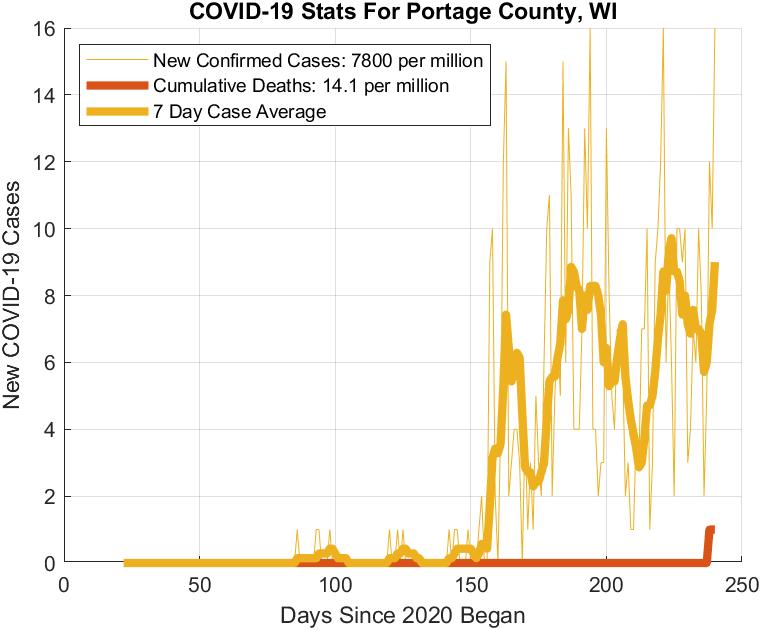 COVID-19 Stats For Portage County, WI
New Confirmed Cases: 7800 per million
Cumulative Deaths: 14.1 per million
7 Day Case Average
New COVID-19 Cases
16
14
12
10
8
6
4
2
0
0 50 100 150 200 250
Days Since 2020 Began